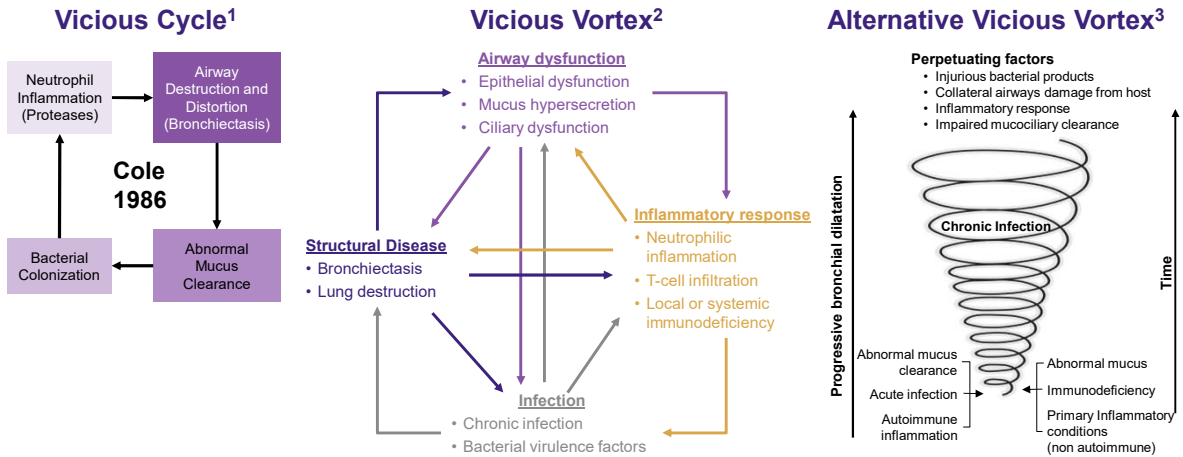 Vicious Cycle1
Neutrophil
Inflammation
(Proteases)
Airway
Destruction and
Distortion
(Bronchiectasis)
Cole
1986
Bacterial
Colonization
Abnormal
Mucus
Clearance
Vicious Vortex2
Airway dysfunction
• Epithelial dysfunction
• Mucus hypersecretion
• Ciliary dysfunction
Structural Disease
• Bronchiectasis
• Lung destruction
Inflammatory response
• Neutrophilic
inflammation
• T-cell infiltration
• Local or systemic
immunodeficiency
Infection
• Chronic infection
• Bacterial virulence factors
Alternative Vicious Vortex3
Perpetuating factors
• Injurious bacterial products
• Collateral airways damage from host
• Inflammatory response
• Impaired mucociliary clearance
Progressive bronchial dilatation
Chronic Infection
Time
Abnormal mucus
clearance
Acute infection
Autoimmune
inflammation
Abnormal mucus
Immunodeficiency
Primary Inflammatory
conditions
(non autoimmune)